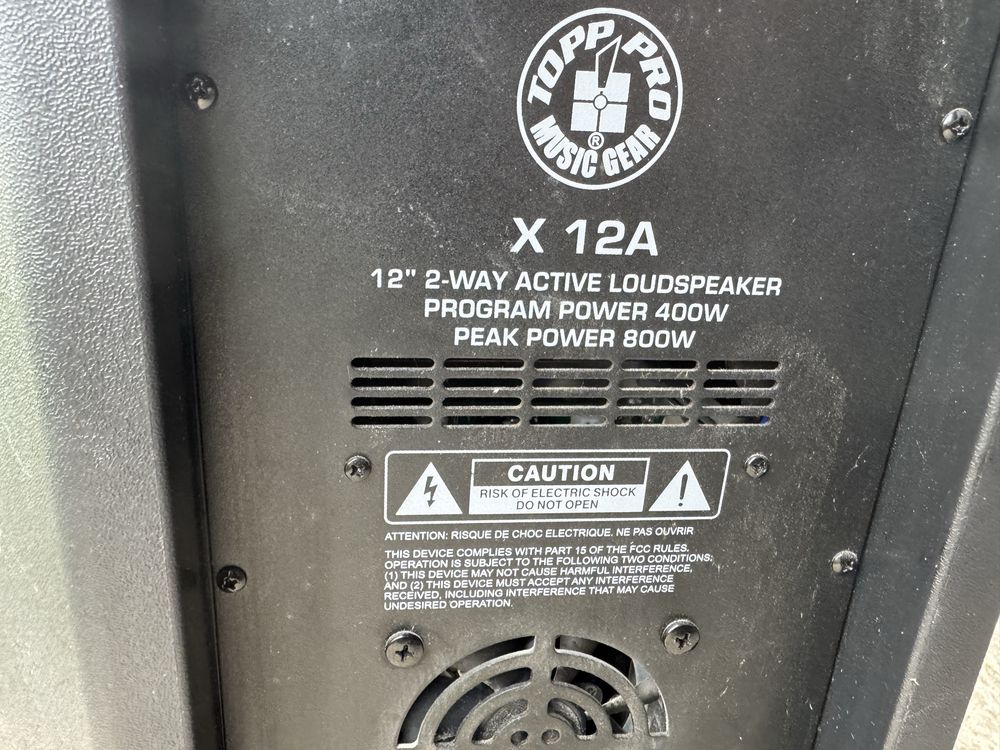 TOPP PRO
MUSIC GEAR
®
X 12A
12" 2-WAY ACTIVE LOUDSPEAKER
PROGRAM POWER 400W
PEAK POWER 800W
CAUTION
RISK OF ELECTRIC SHOCK
DO NOT OPEN
ATTENTION: RISQUE DE CHOC ELECTRIQUE. NE PAS OUVRIR
THIS DEVICE COMPLIES WITH PART 15 OF THE FCC RULES.
OPERATION IS SUBJECT TO THE FOLLOWING TWO CONDITIONS:
(1) THIS DEVICE MAY NOT CAUSE HARMFUL INTERFERENCE,
AND (2) THIS DEVICE MUST ACCEPT ANY INTERFERENCE
RECEIVED, INCLUDING INTERFERENCE THAT MAY CAUSE
UNDESIRED OPERATION.